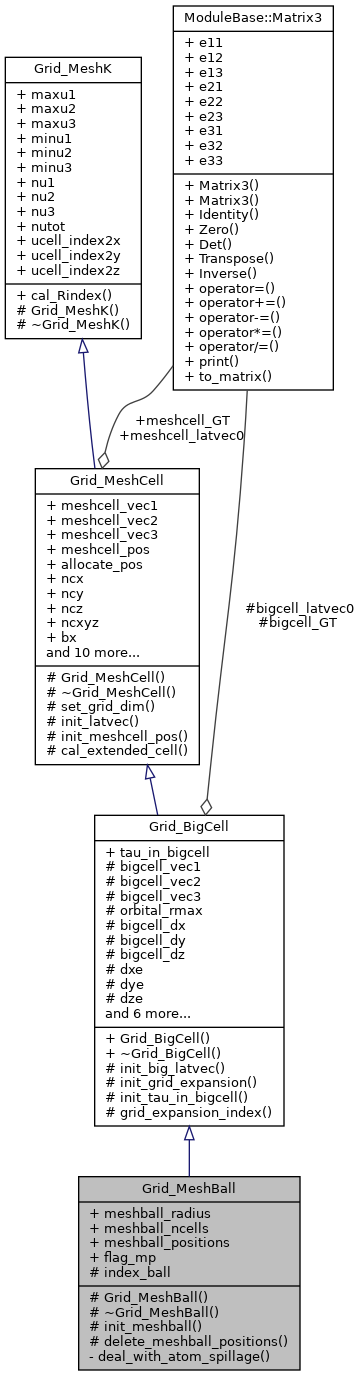 ModuleBase::Matrix3
+ e11
+ e12
+ e13
+ e21
+ e22
+ e23
+ e31
+ e32
+ e33
+ Matrix3()
+ Matrix3()
+ Identity()
+ Zero()
+ Det()
+ Transpose()
+ Inverse()
+ operator=()
+ operator+=()
+ operator-=()
+ operator*=()
+ operator/=()
+ print()
+ to_matrix()
Grid_MeshK
+ maxu1
+ maxu2
+ maxu3
+ minu1
+ minu2
+ minu3
+ nu1
+ nu2
+ nu3
+ nutot
+ ucell_index2x
+ ucell_index2y
+ ucell_index2z
+ cal_Rindex()
# Grid_MeshK()
# ~Grid_MeshK()
+meshcell_GT
+meshcell_latvec0
Grid_MeshCell
+ meshcell_vec1
+ meshcell_vec2
+ meshcell_vec3
+ meshcell_pos
+ allocate_pos
+ ncx
+ ncy
+ ncz
+ ncxyz
+ bx
and 10 more...
# Grid_MeshCell()
# ~Grid_MeshCell()
# set_grid_dim()
# init_latvec()
# init_meshcell_pos()
# cal_extended_cell()
#bigcell_latvec0
#bigcell_GT
Grid_BigCell
+ tau_in_bigcell
# bigcell_vec1
# bigcell_vec2
# bigcell_vec3
# orbital_rmax
# bigcell_dx
# bigcell_dy
# bigcell_dz
# dxe
# dye
# dze
and 6 more...
+ Grid_BigCell()
+ ~Grid_BigCell()
# init_big_latvec()
# init_grid_expansion()
# init_tau_in_bigcell()
# grid_expansion_index()
Grid_MeshBall
+ meshball_radius
+ meshball_ncells
+ meshball_positions
+ flag_mp
# index_ball
# Grid_MeshBall()
# ~Grid_MeshBall()
# init_meshball()
# delete_meshball_positions()
- deal_with_atom_spillage()